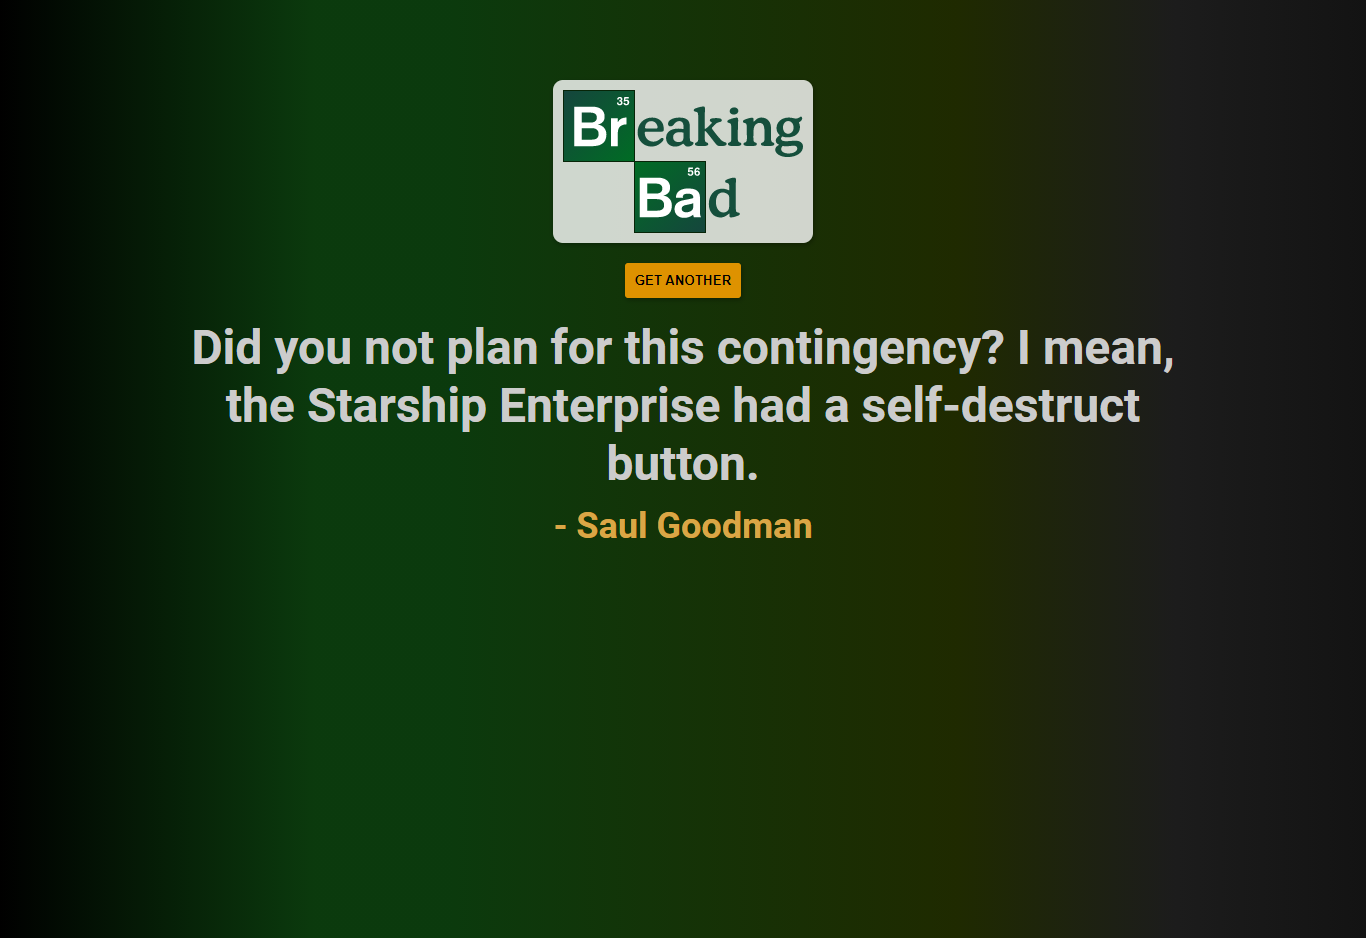 35
Breaking
56
Bad
GET ANOTHER
Did you not plan for this contingency? I mean,
the Starship Enterprise had a self-destruct
button.
- Saul Goodman